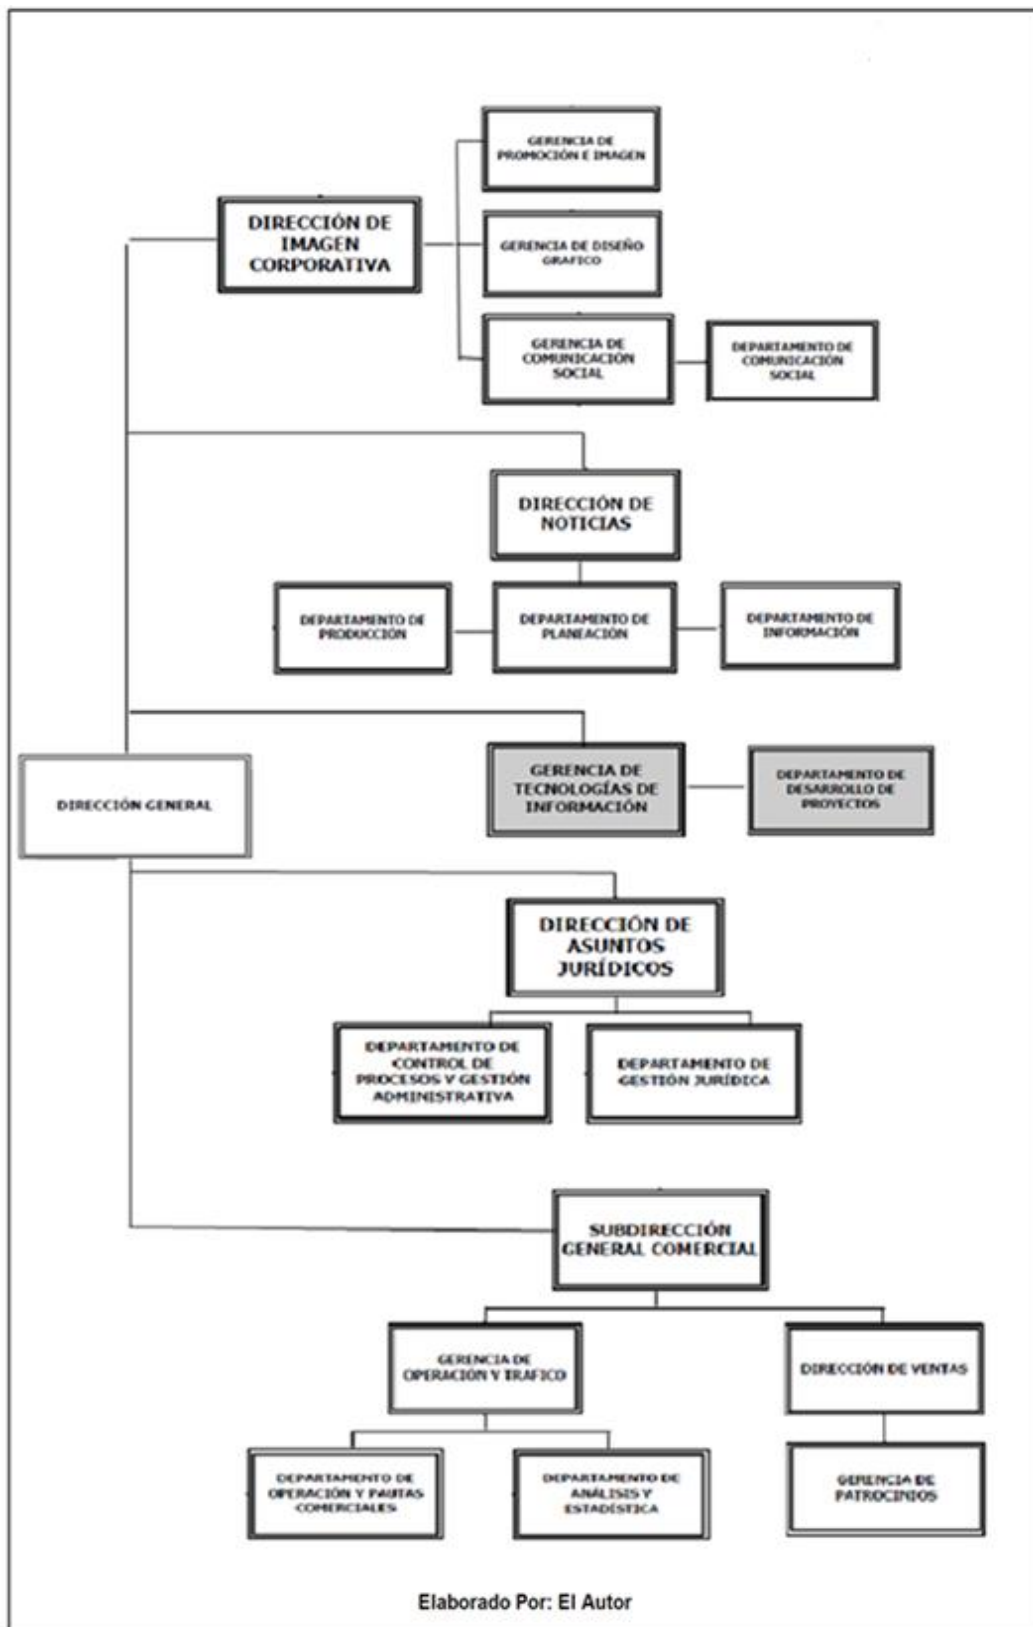 GERENCIA DE
PROMOCIÓN E IMAGEN
DIRECCIÓN DE
IMAGEN
CORPORATIVA
GERENCIA DE DISEÑO
GRAFICO
GERENCIA DE
COMUNICACIÓN
SOCIAL
DEPARTAMENTO DE
COMUNICACIÓN
SOCIAL
DIRECCIÓN DE
NOTICIAS
DEPARTAMENTO DE
PRODUCCIÓN
DEPARTAMENTO DE
PLANEACIÓN
DEPARTAMENTO DE
INFORMACIÓN
DIRECCIÓN GENERAL
GERENCIA DE
TECNOLOGÍAS DE
INFORMACIÓN
DEPARTAMENTO DE
DESARROLLO DE
PROYECTOS
DIRECCIÓN DE
ASUNTOS
JURÍDICOS
DEPARTAMENTO DE
CONTROL DE
PROCESOS Y GESTIÓN
ADMINISTRATIVA
DEPARTAMENTO DE
GESTIÓN JURÍDICA
SUBDIRECCIÓN
GENERAL COMERCIAL
GERENCIA DE
OPERACIÓN Y TRAFICO
DIRECCIÓN DE VENTAS
DEPARTAMENTO DE
OPERACIÓN Y PAUTAS
COMERCIALES
DEPARTAMENTO DE
ANÁLISIS Y
ESTADÍSTICA
GERENCIA DE
PATROCINIOS
Elaborado Por: El Autor